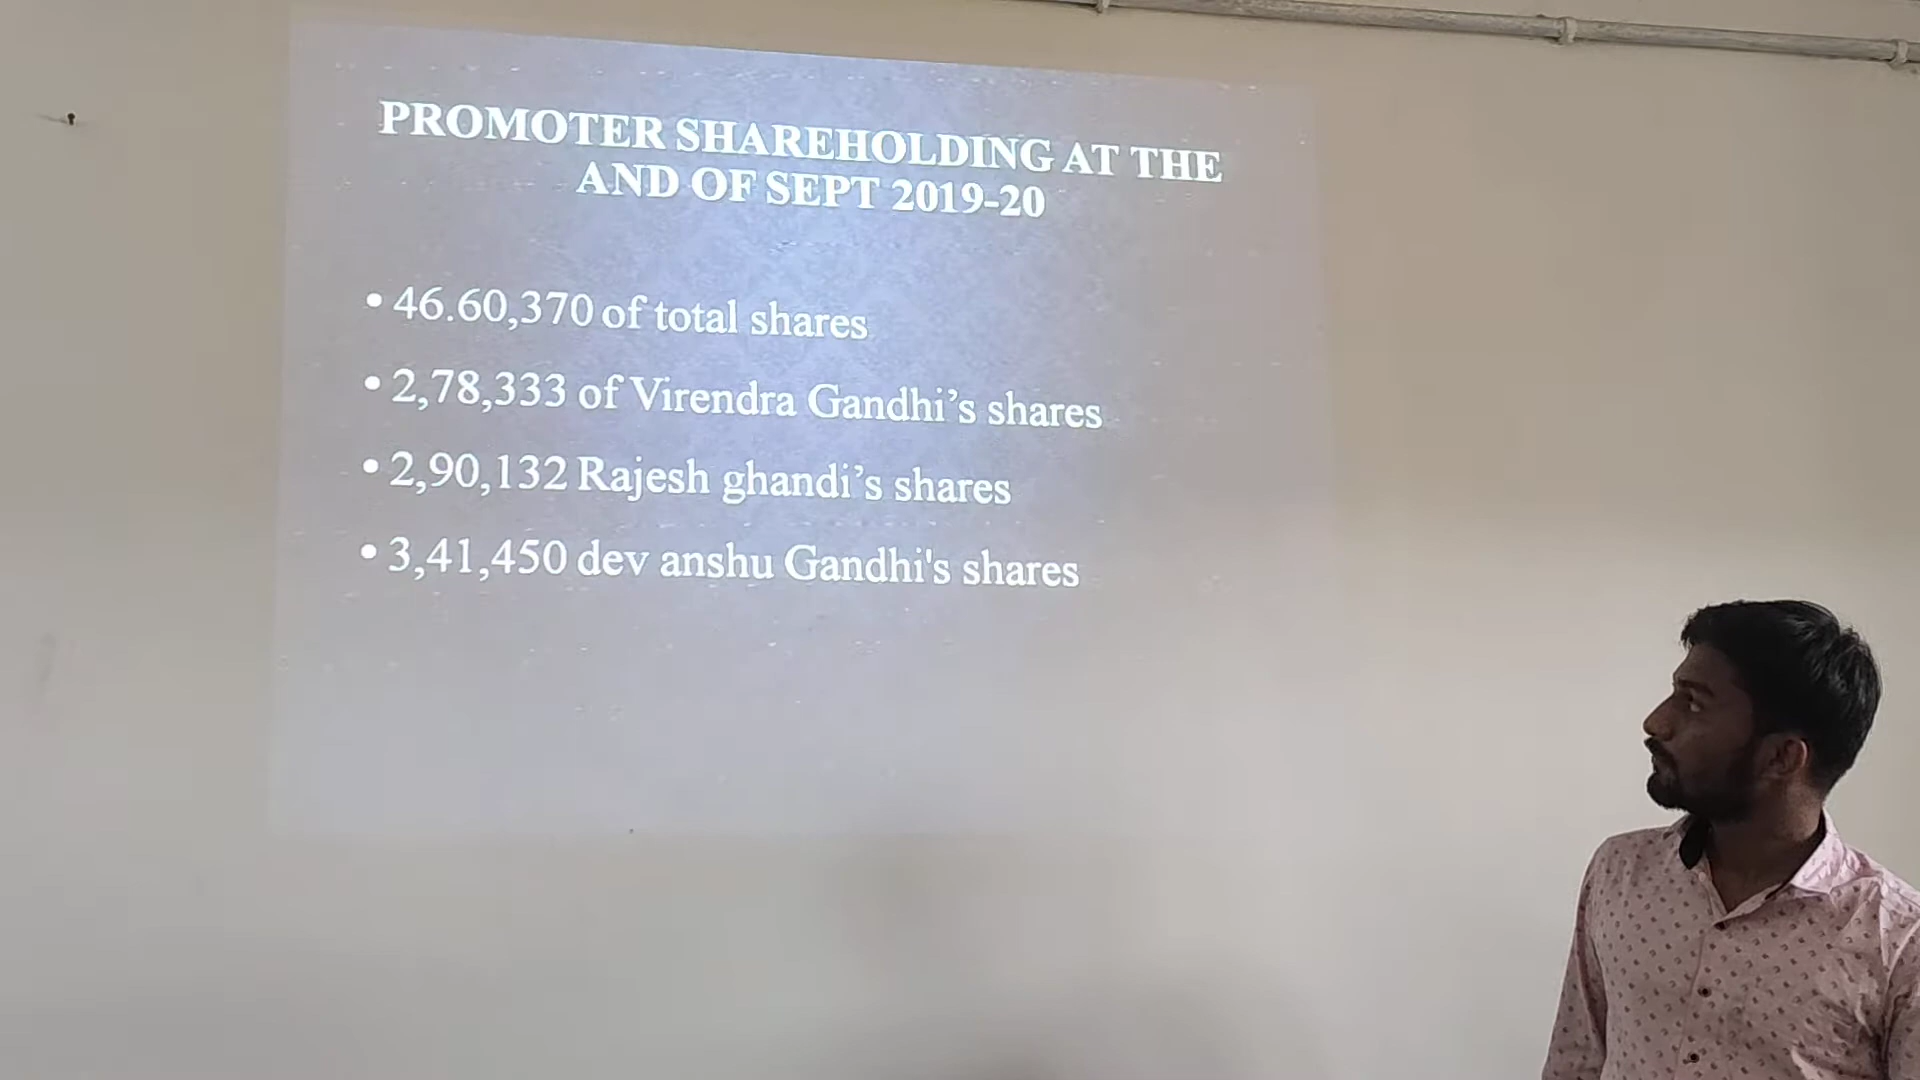 PROMOTER SHAREHOLDING AT THE
AND OF SEPT 2019-20
• 46.60,370 of total shares
• 2,78,333 of Virendra Gandhi’s shares
• 2,90,132 Rajesh ghandi’s shares
• 3,41,450 dev anshu Gandhi's shares